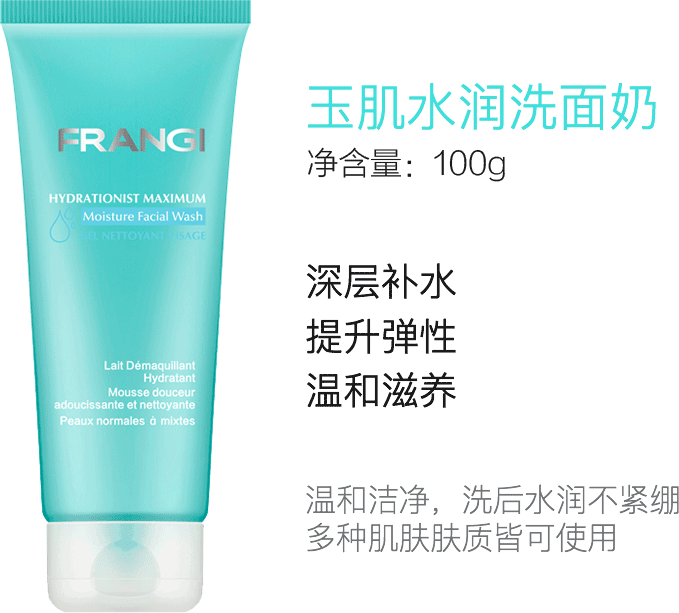 FRANGI
HYDRATIONIST MAXIMUM
Moisture Facial Wash
GEL NETTOYANT VISAGE
Lait Démaquillant
Hydratant
Mousse douceur
adoucissante et nettoyante
Peaux normales à mixtes
玉肌水润洗面奶
净含量：100g
深层补水
提升弹性
温和滋养
温和洁净，洗后水润不紧绷
多种肌肤肤质皆可使用